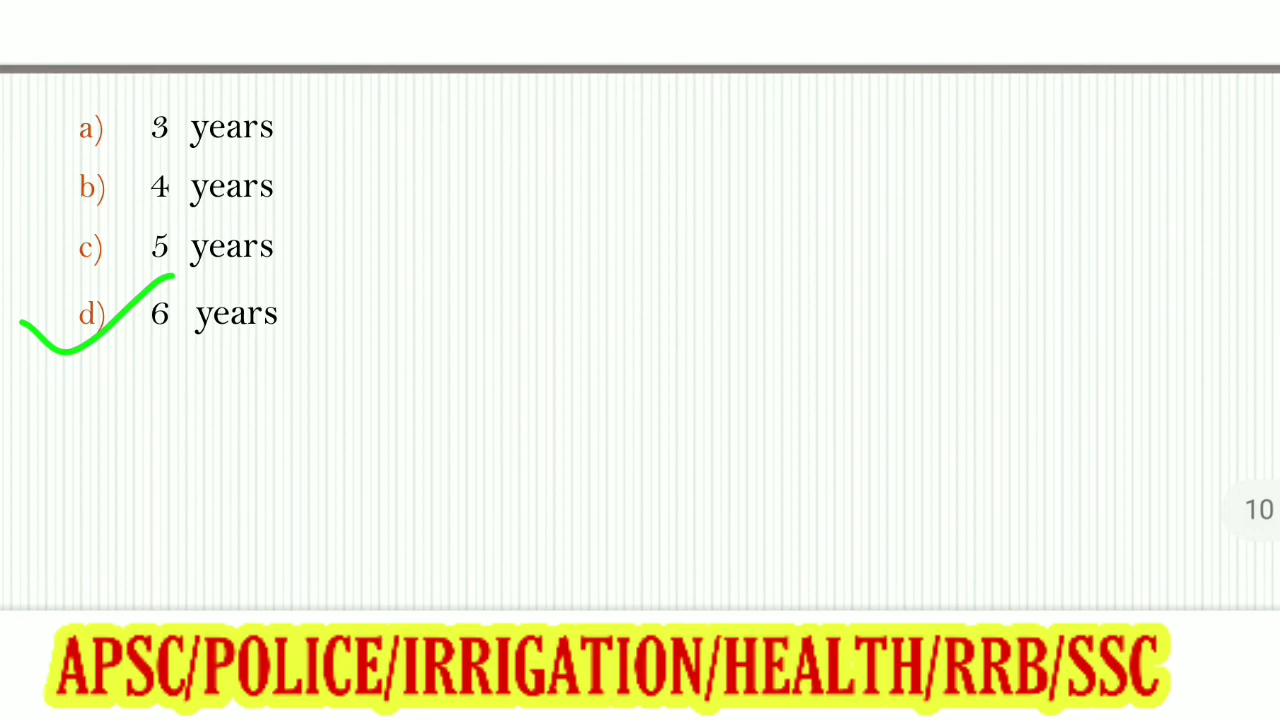 a) 3 years
b) 4 years
c) 5 years
d) 6 years
10
APSC/POLICE/IRRIGATION/HEALTH/RRB/SSC